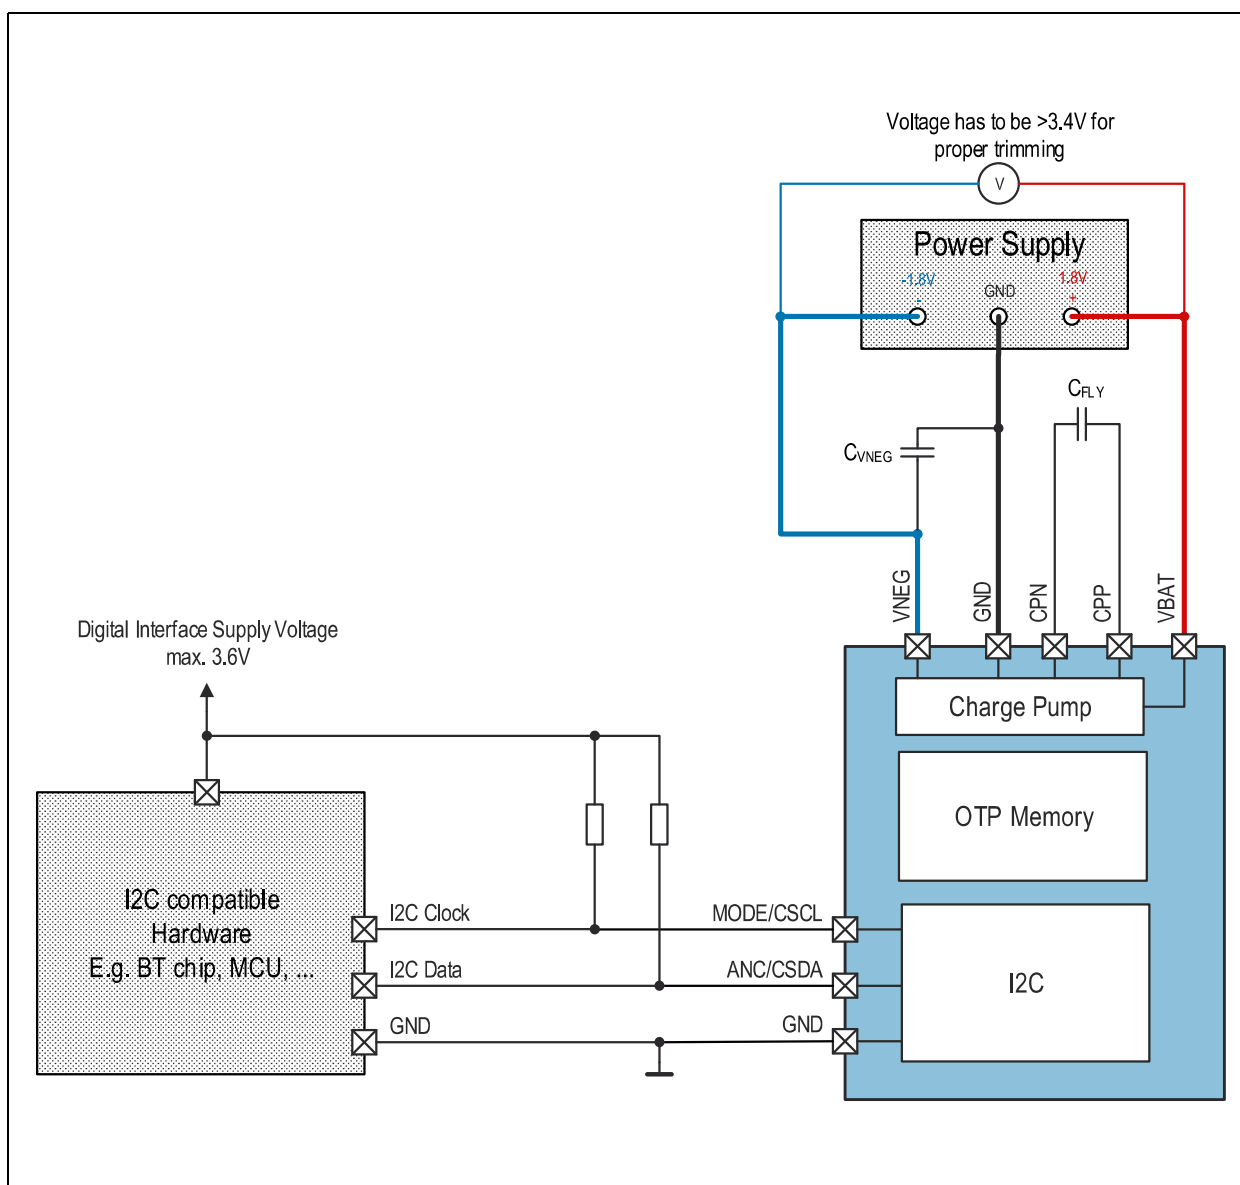 Voltage has to be >3.4V for
proper trimming
V
Power Supply
-1.8V
GND
1.8V
-
+
CFLY
CVNEG
VNEG
GND
CPN
CPP
VBAT
Digital Interface Supply Voltage
max. 3.6V
Charge Pump
OTP Memory
I2C compatible
Hardware
E.g. BT chip, MCU, ...
I2C Clock
MODE/CSCL
I2C Data
ANC/CSDA
I2C
GND
GND